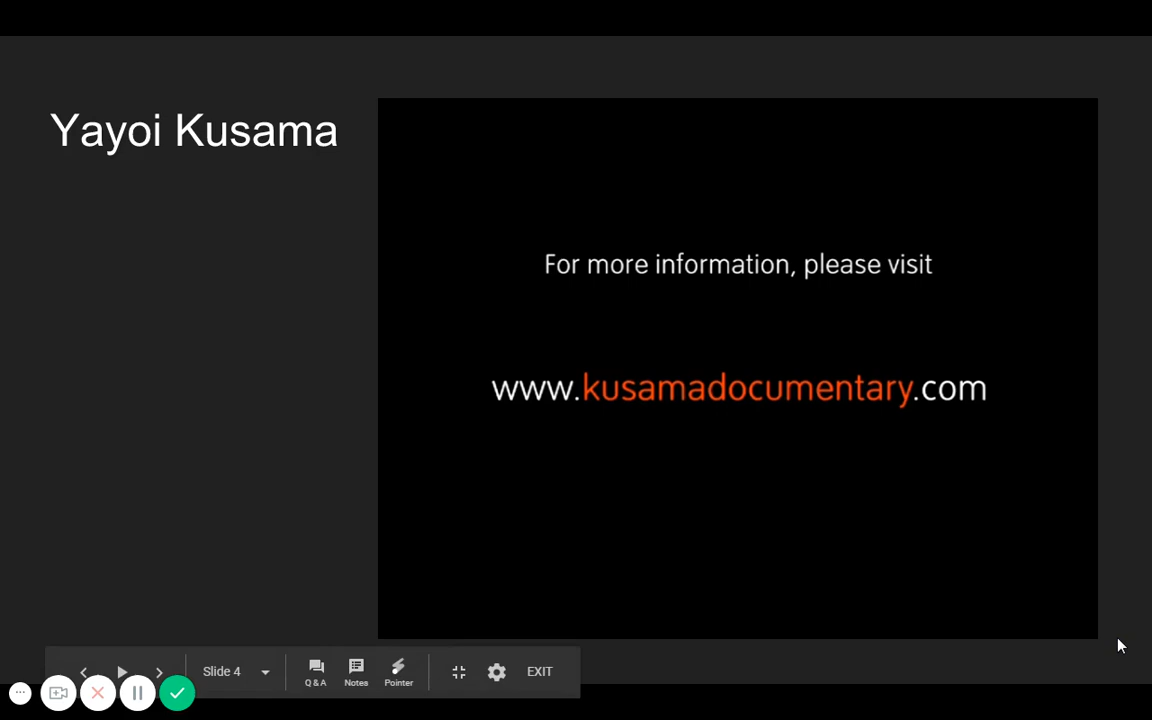 Yayoi Kusama
For more information, please visit
www.kusamadocumentary.com
Slide 4
Q & A
Notes
Pointer
EXIT